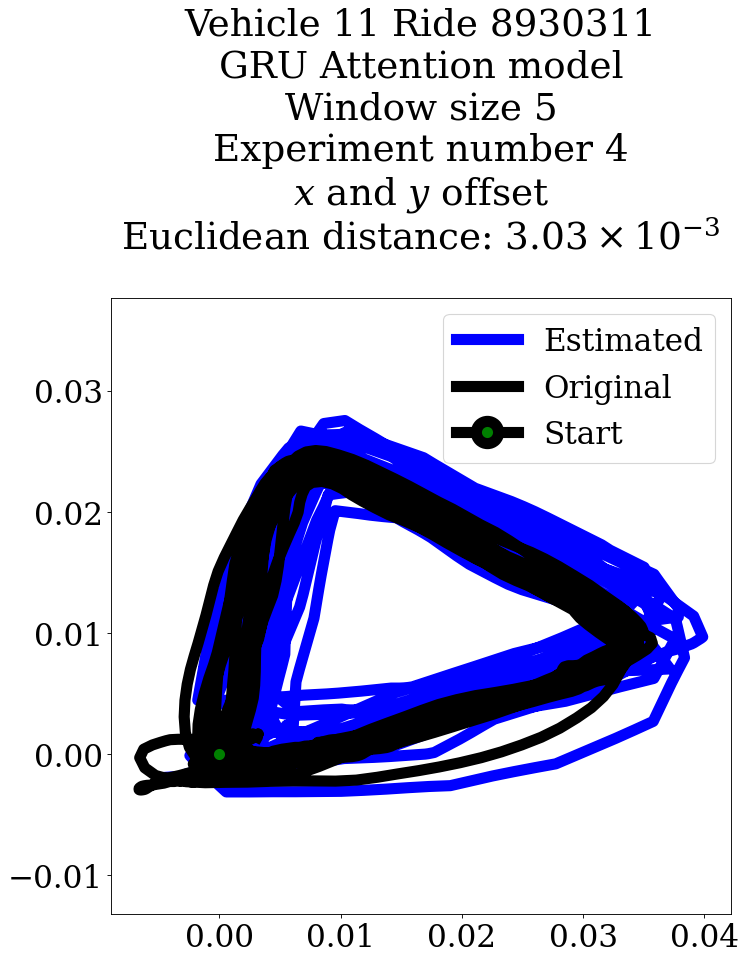 Vehicle 11 Ride 8930311
GRU Attention model
Window size 5
Experiment number 4
x and y offset
Euclidean distance: 3.03 × 10⁻³
Estimated
Original
Start
0.03
0.02
0.01
0.00
−0.01
0.00 0.01 0.02 0.03 0.04